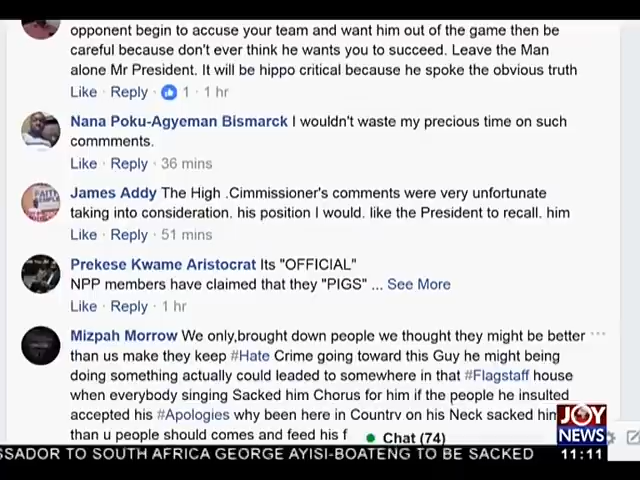 opponent begin to accuse your team and want him out of the game then be
careful because don't ever think he wants you to succeed. Leave the Man
alone Mr President. It will be hippo critical because he spoke the obvious truth
Like · Reply · 1 · 1 hr
Nana Poku-Agyeman Bismarck I wouldn't waste my precious time on such
commments.
Like · Reply · 36 mins
James Addy The High .Cimmissioner's comments were very unfortunate
taking into consideration. his position I would. like the President to recall. him
Like · Reply · 51 mins
Prekese Kwame Aristocrat Its "OFFICIAL"
NPP members have claimed that they "PIGS" ... See More
Like · Reply · 1 hr
Mizpah Morrow We only,brought down people we thought they might be better
than us make they keep #Hate Crime going toward this Guy he might being
doing something actually could leaded to somewhere in that #Flagstaff house
when everybody singing Sacked him Chorus for him if the people he insulted
accepted his #Apologies why been here in Country on his Neck sacked him
than u people should comes and feed his f
Chat (74)
JOY
NEWS
SSADOR TO SOUTH AFRICA GEORGE AYISI-BOATENG TO BE SACKED
11:11